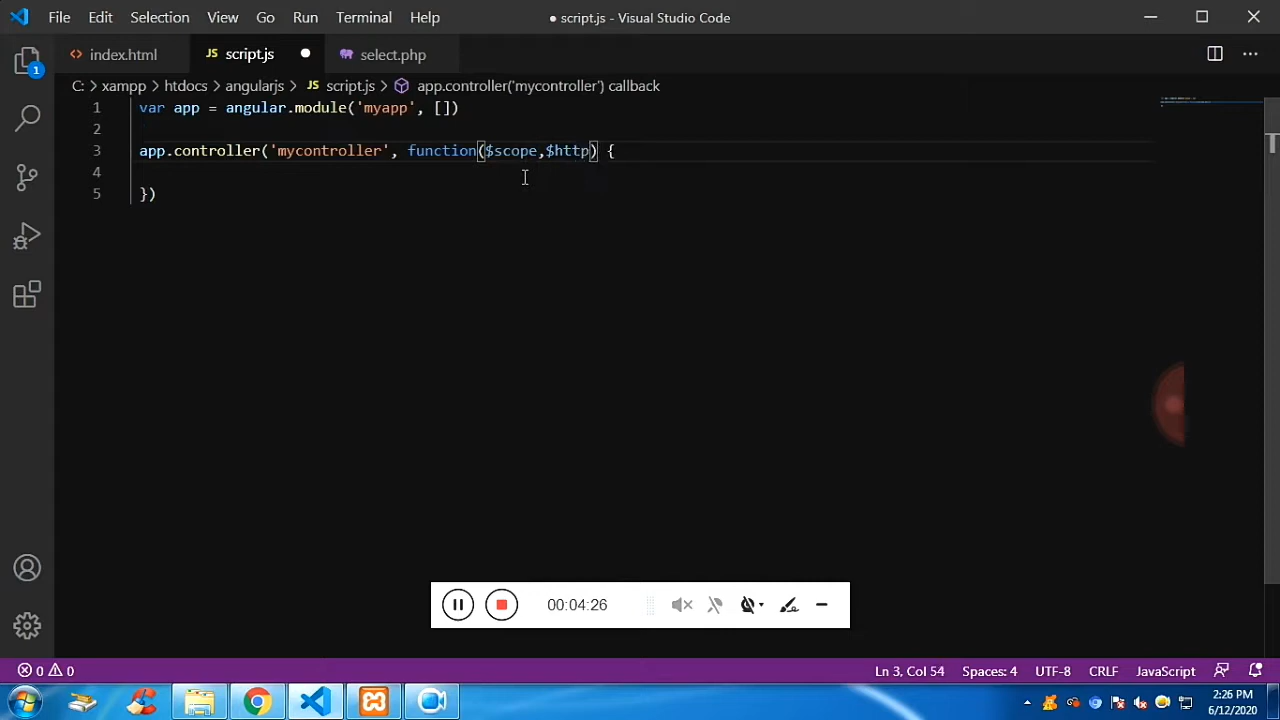 File Edit Selection View Go Run Terminal Help
● script.js - Visual Studio Code
<> index.html
JS script.js ●
select.php
C: > xampp > htdocs > angularjs > JS script.js > app.controller('mycontroller') callback
1 var app = angular.module('myapp', [])
2
3 app.controller('mycontroller', function($scope,$http) {
4
5 })
1
00:04:26
0 0
Ln 3, Col 54
Spaces: 4
UTF-8
CRLF
JavaScript
2:26 PM
6/12/2020